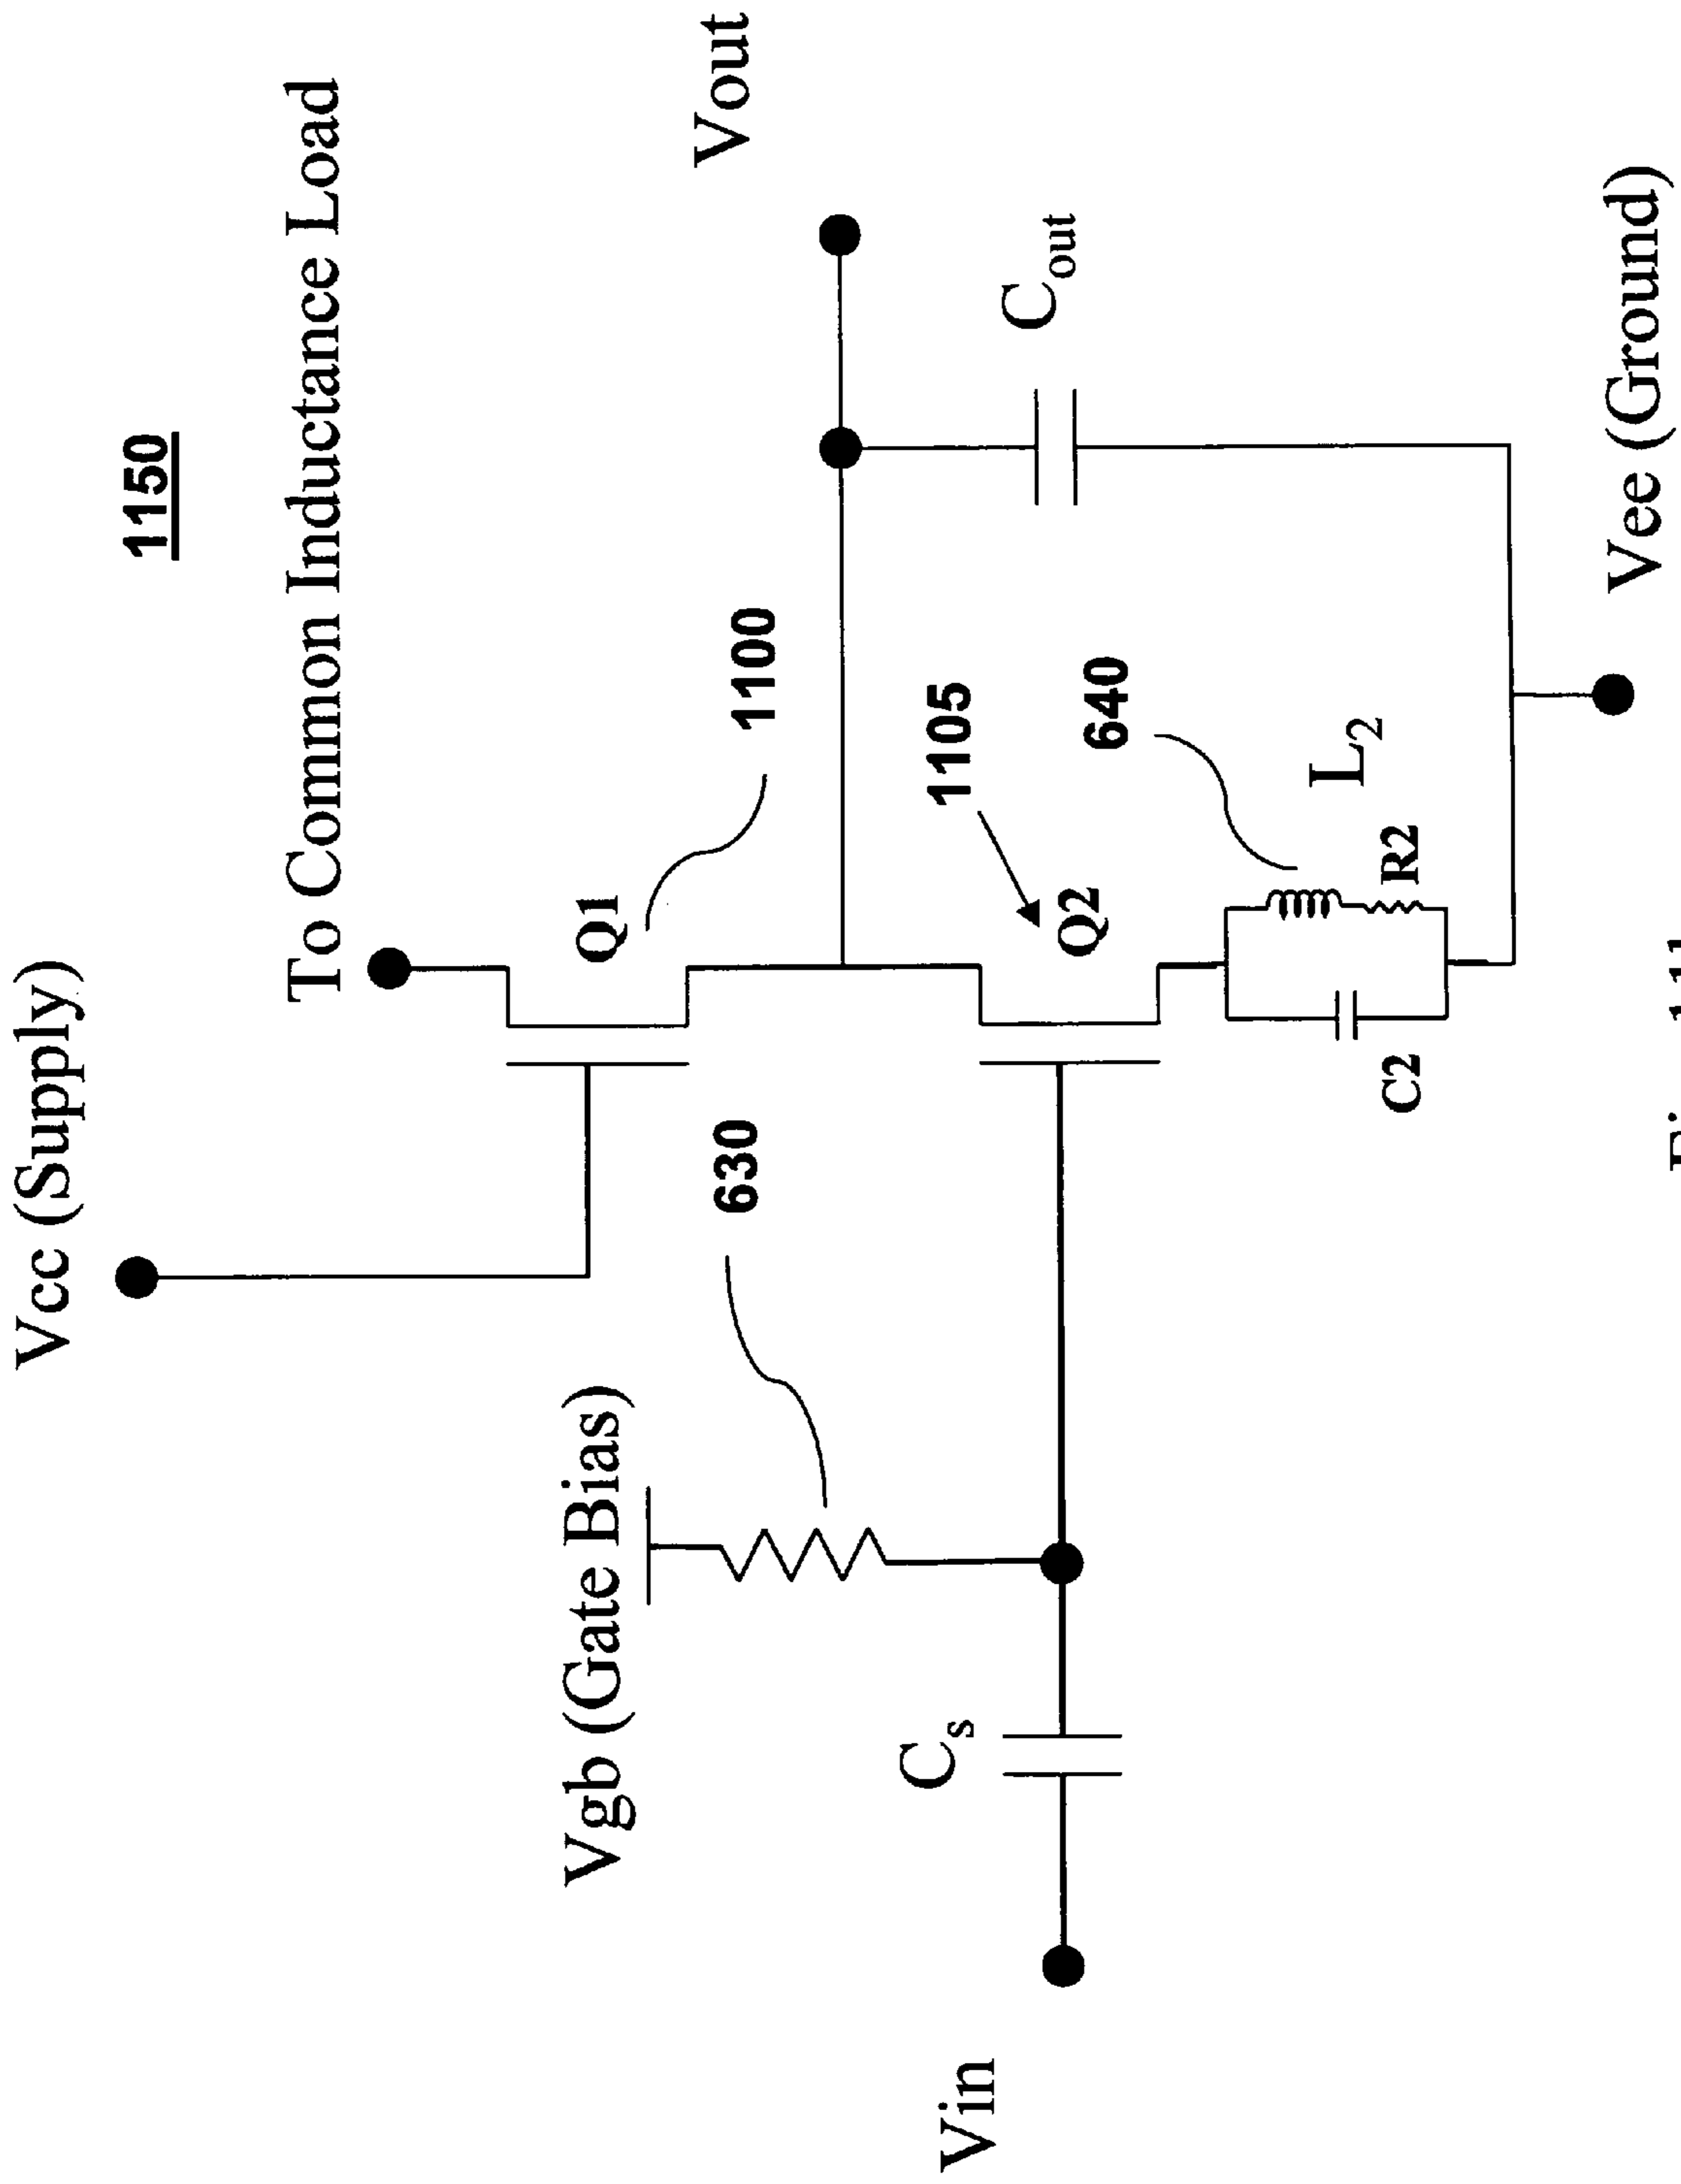 Vcc (Supply)
1150
To Common Inductance Load
Vgb (Gate Bias)
Q1
1100
Vout
630
Vin
Cₛ
1105
Q2
640
Cₒᵤₜ
L₂
C2
R2
Vee (Ground)